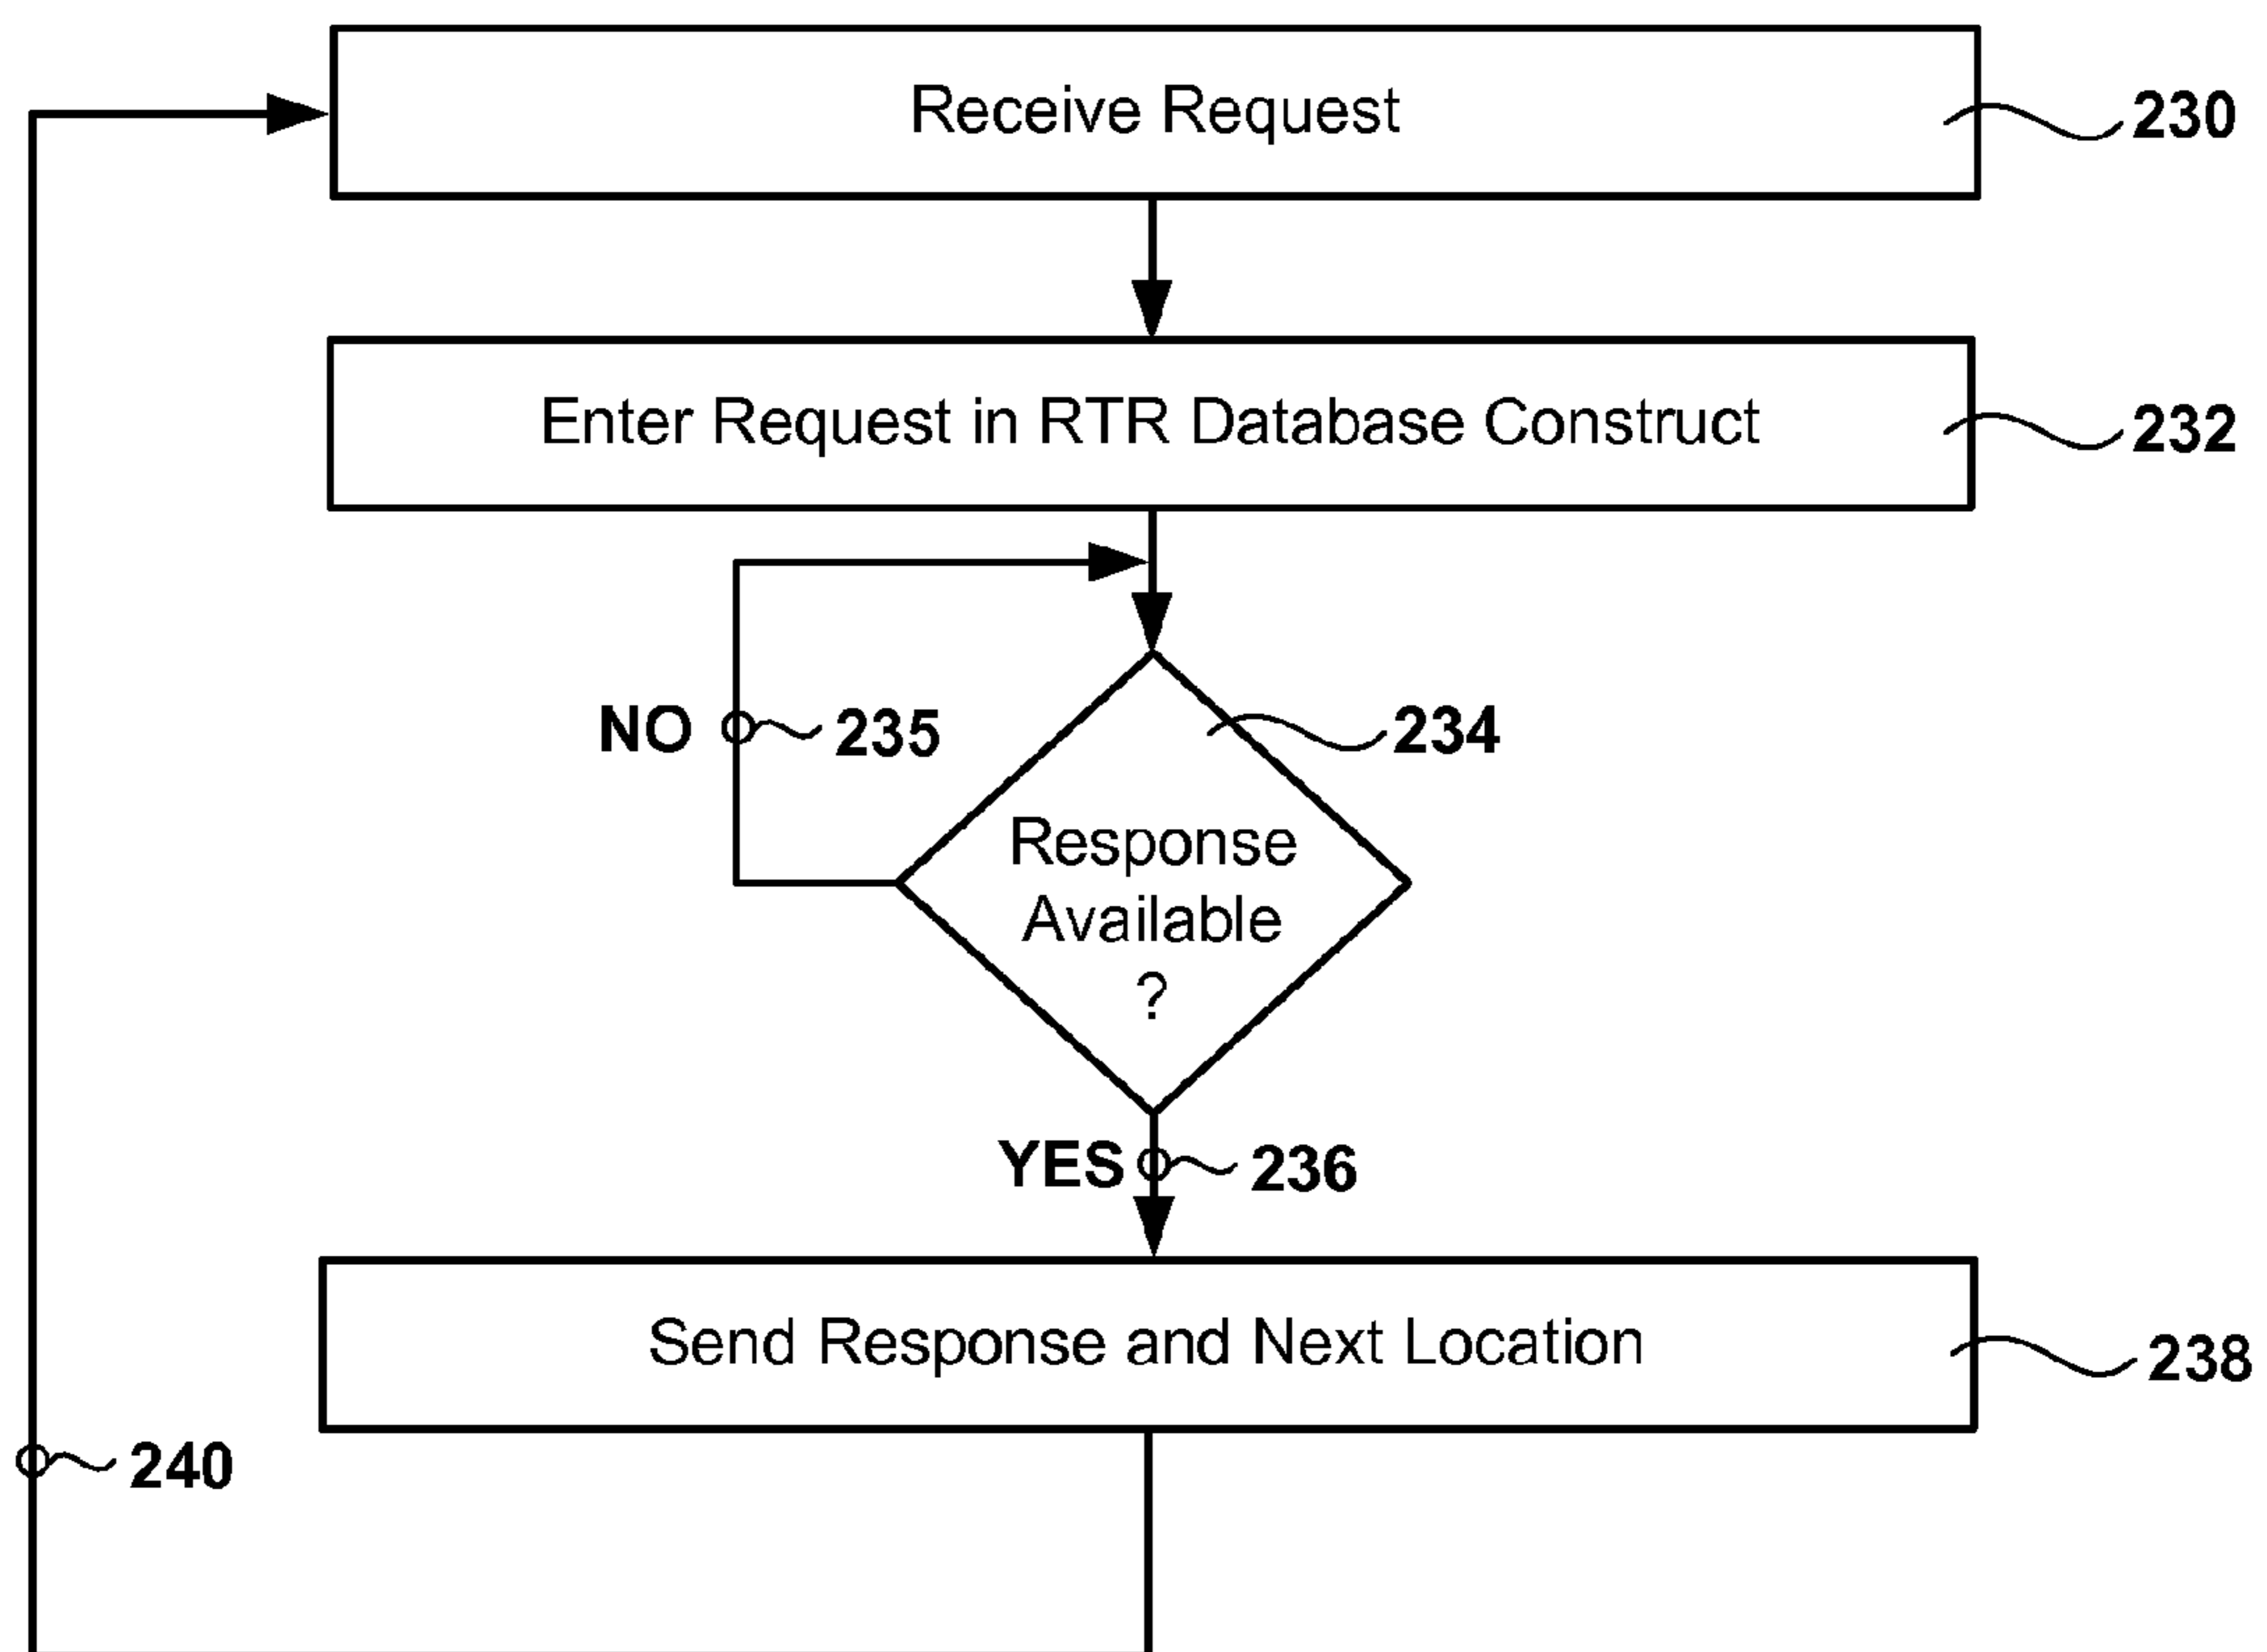 Receive Request
230
Enter Request in RTR Database Construct
232
NO
235
234
Response
Available
?
YES
236
Send Response and Next Location
238
240